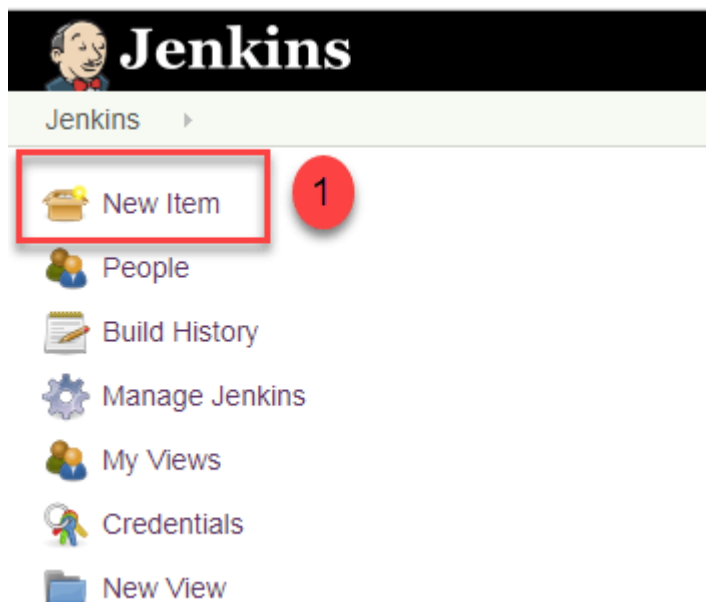 Jenkins
Jenkins
New Item
1
People
Build History
Manage Jenkins
My Views
Credentials
New View